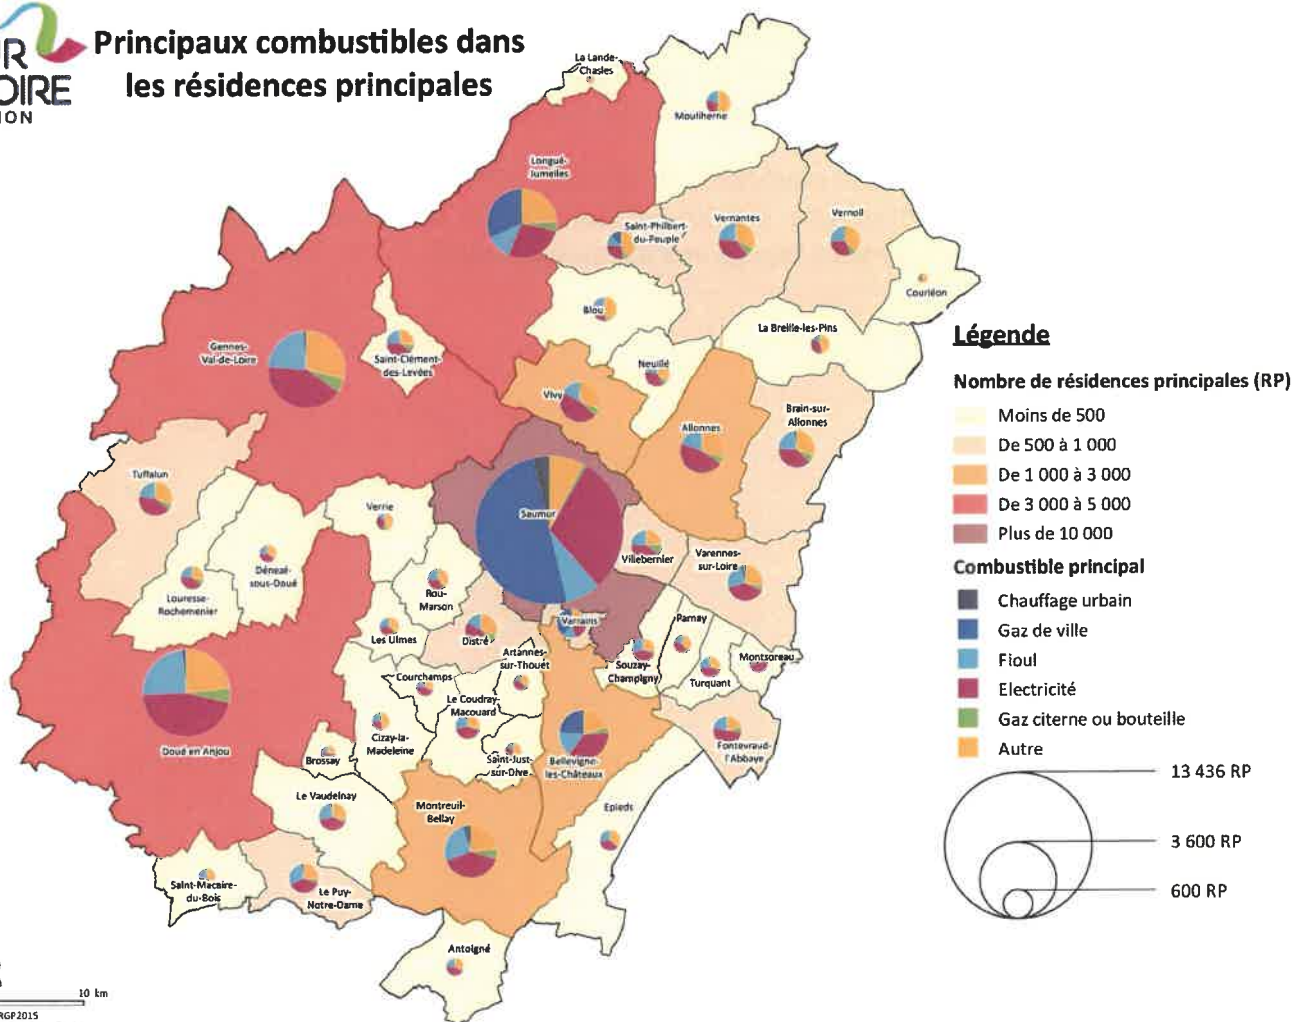 R
OIRE
ION
Principaux combustibles dans
les résidences principales
La Lande-
Chasles
Mouliherne
Longué-
Jumelles
Saint-Philbert-
du-Peuple
Vernantes
Vernoil
Courléon
Blou
La Breille-les-Pins
Gennes-
Val-de-Loire
Saint-Clément-
des-Levées
Neuillé
Vivy
Allonnes
Brain-sur-
Allonnes
Tuffalun
Verrie
Saumur
Villebernier
Varennes-
sur-Loire
Dénezé-
sous-Doué
Louresse-
Rochemenier
Rou-
Marson
Les Ulmes
Distré
Varrains
Parnay
Artannes-
sur-Thouët
Souzay-
Champigny
Turquant
Montsoreau
Courchamps
Le Coudray-
Macouard
Cizay-la-
Madeleine
Saint-Just-
sur-Dive
Bellevigne-
les-Châteaux
Fontevraud-
l'Abbaye
Doué en Anjou
Brossay
Le Vaudelnay
Montreuil-
Bellay
Epieds
Saint-Macaire-
du-Bois
Le Puy-
Notre-Dame
Antoigné
10 km
RGP2015
Légende
Nombre de résidences principales (RP)
Moins de 500
De 500 à 1 000
De 1 000 à 3 000
De 3 000 à 5 000
Plus de 10 000
Combustible principal
Chauffage urbain
Gaz de ville
Fioul
Electricité
Gaz citerne ou bouteille
Autre
13 436 RP
3 600 RP
600 RP